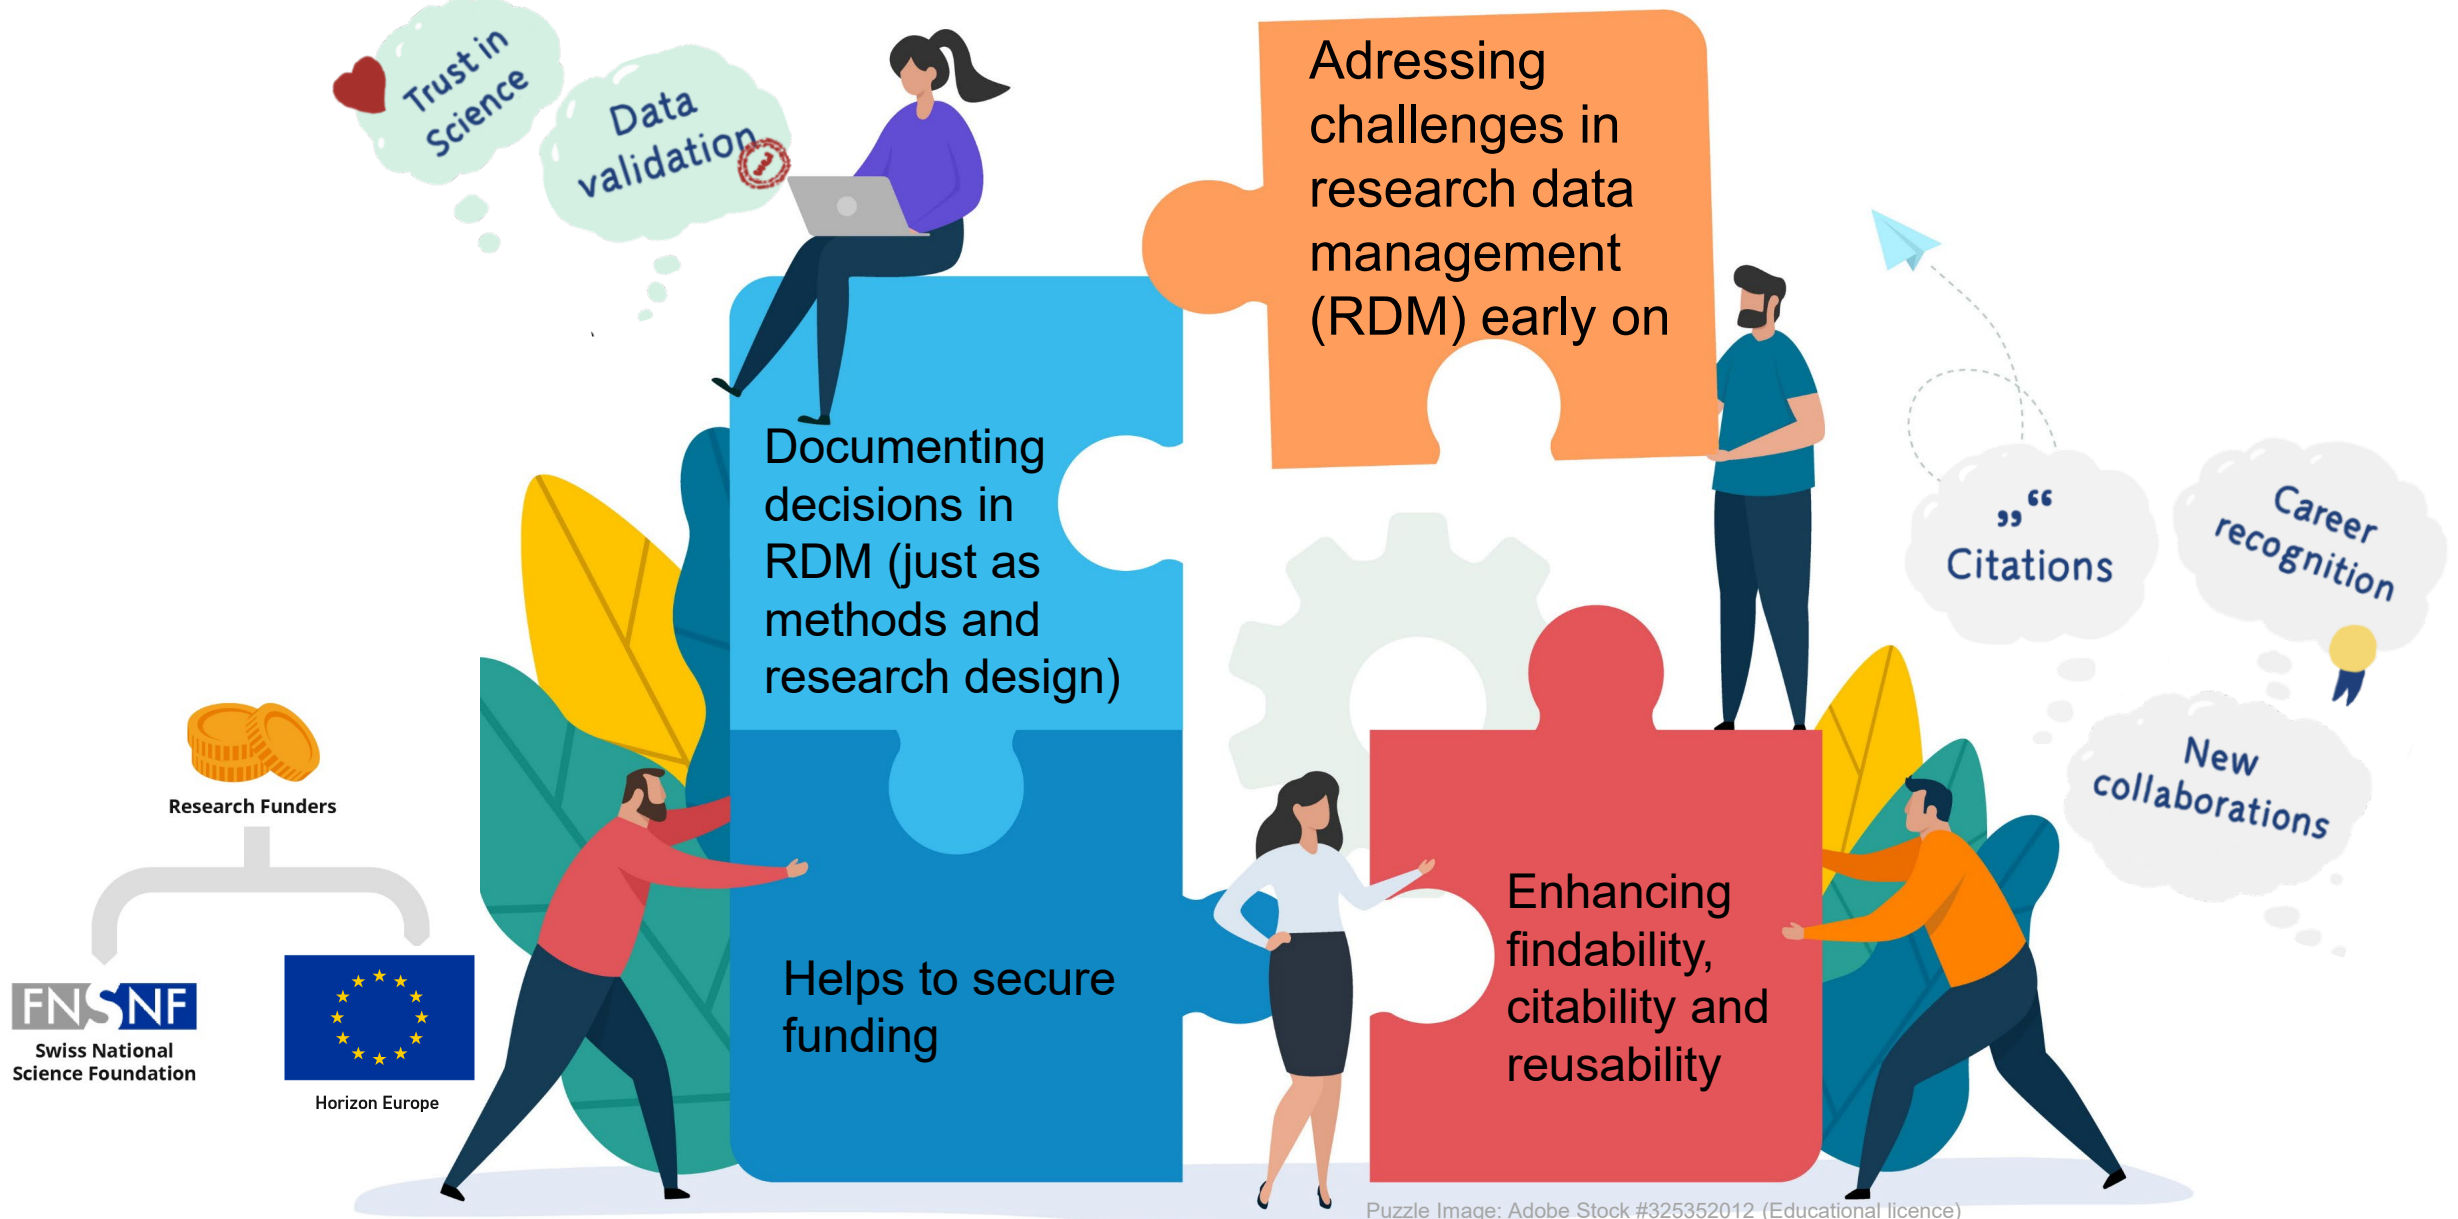 Trust in
Science
Data
validation
Adressing
challenges in
research data
management
(RDM) early on
Documenting
decisions in
RDM (just as
methods and
research design)
„“
Citations
Career
recognition
New
collaborations
Research Funders
FNSNF
Swiss National
Science Foundation
Horizon Europe
Helps to secure
funding
Enhancing
findability,
citability and
reusability
Puzzle Image: Adobe Stock #325352012 (Educational licence)